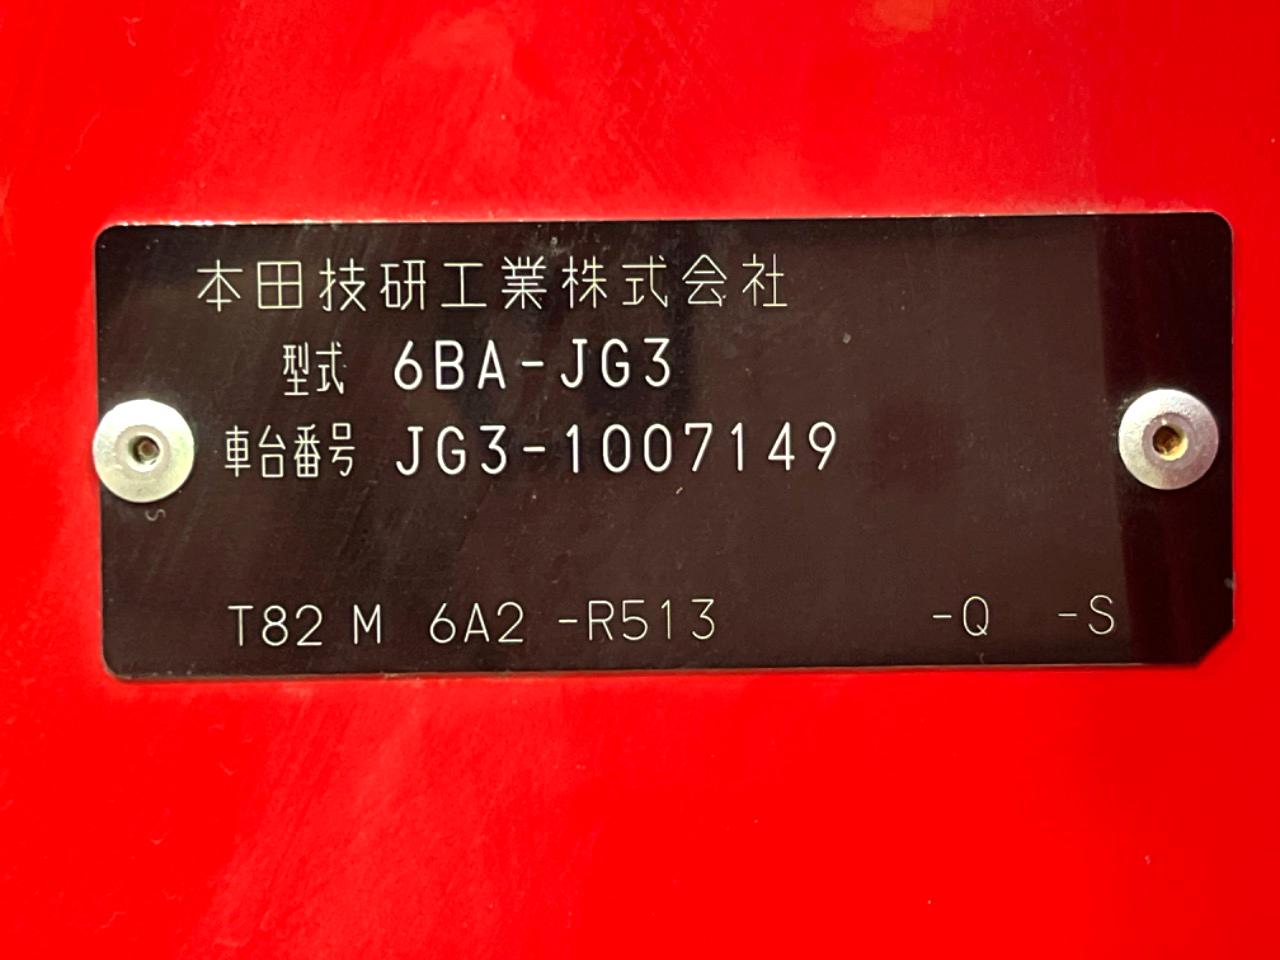 本田技研工業株式会社
型式 6BA-JG3
車台番号 JG3-1007149
S
T82 M 6A2 -R513 -Q -S